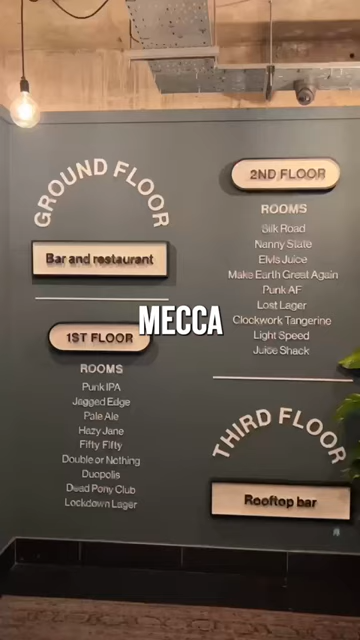 GROUND FLOOR
Bar and restaurant
1ST FLOOR
ROOMS
Punk IPA
Jagged Edge
Pale Ale
Hazy Jane
Fifty Fifty
Double or Nothing
Duopolis
Dead Pony Club
Lockdown Lager
MECCA
2ND FLOOR
ROOMS
Silk Road
Nanny State
Elvis Juice
Make Earth Great Again
Punk AF
Lost Lager
Clockwork Tangerine
Light Speed
Juice Shack
THIRD FLOOR
Rooftop bar